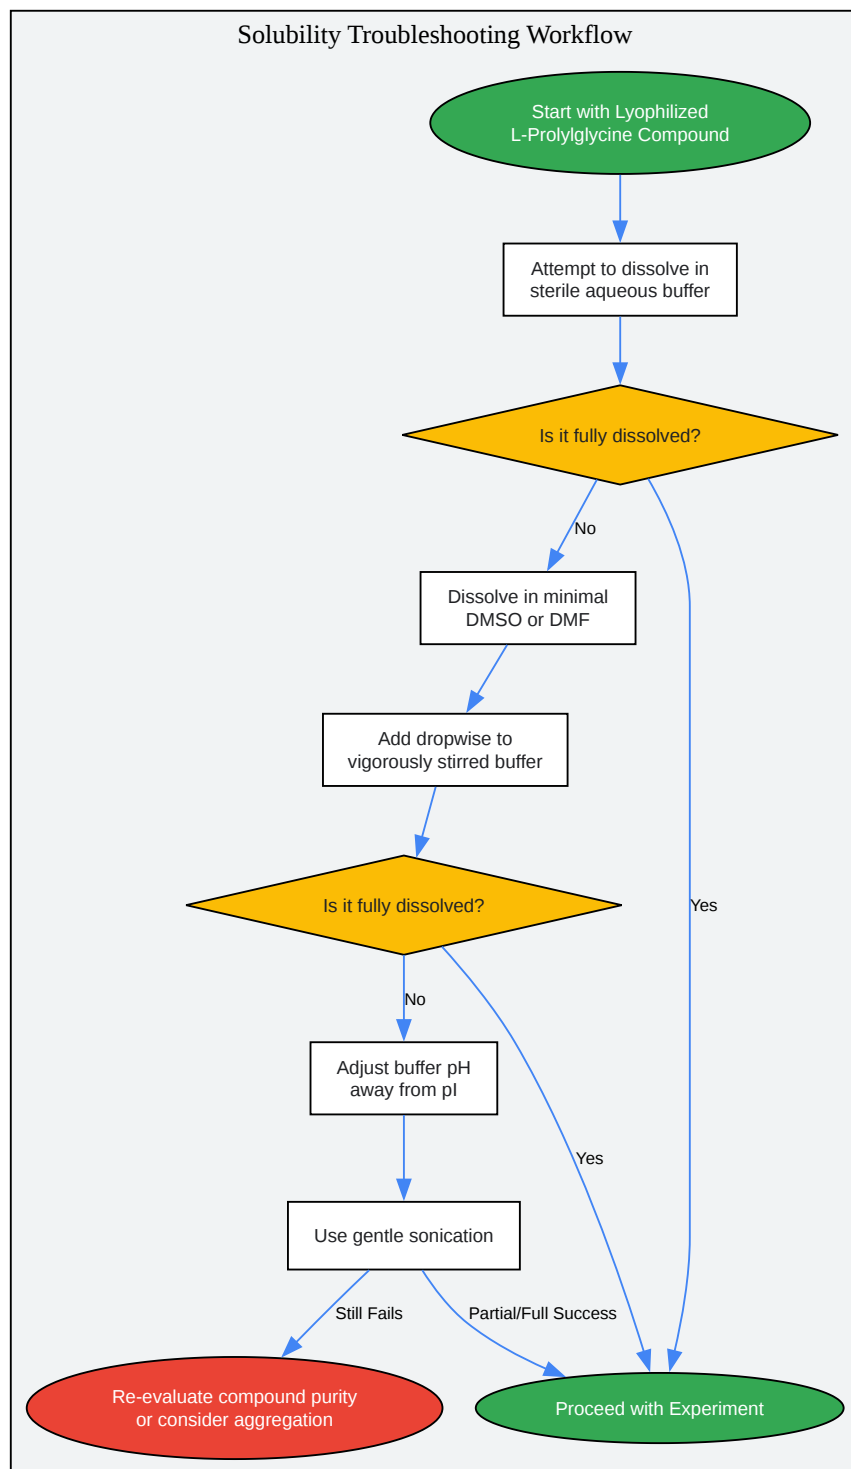 Solubility Troubleshooting Workflow
Start with Lyophilized
L-Prolylglycine Compound
Attempt to dissolve in
sterile aqueous buffer
Is it fully dissolved?
No
Dissolve in minimal
DMSO or DMF
Add dropwise to
vigorously stirred buffer
Is it fully dissolved?
Yes
No
Adjust buffer pH
away from pI
Yes
Use gentle sonication
Still Fails
Partial/Full Success
Re-evaluate compound purity
or consider aggregation
Proceed with Experiment